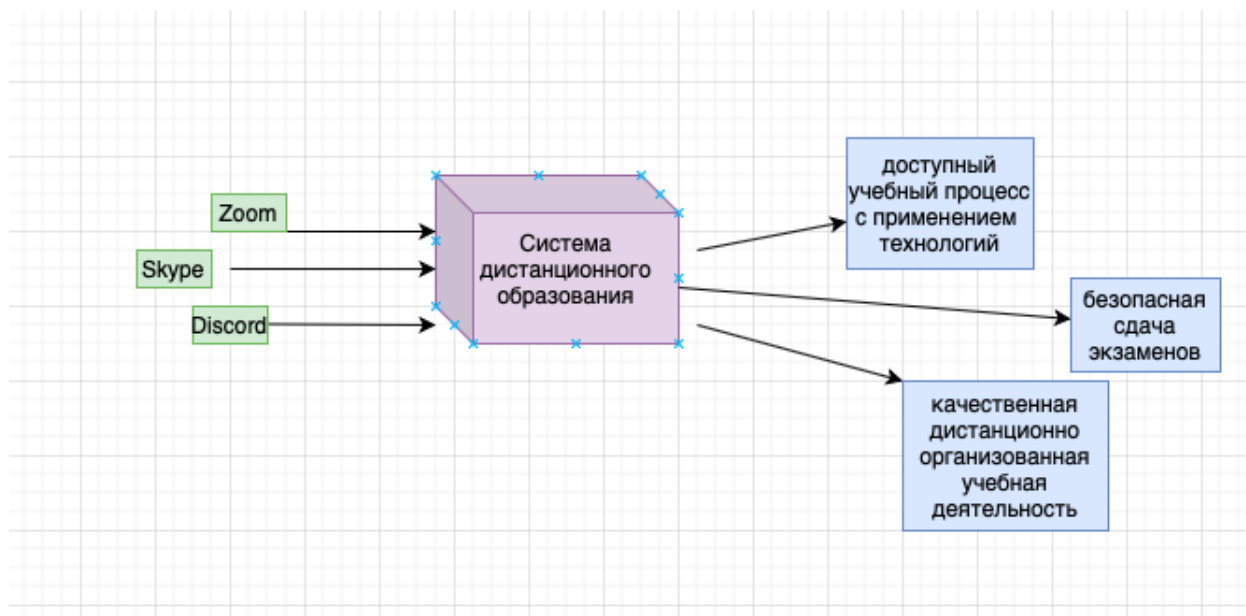 Zoom
Skype
Discord
Система
дистанционного
образования
доступный
учебный процесс
с применением
технологий
безопасная
сдача
экзаменов
качественная
дистанционно
организованная
учебная
деятельность